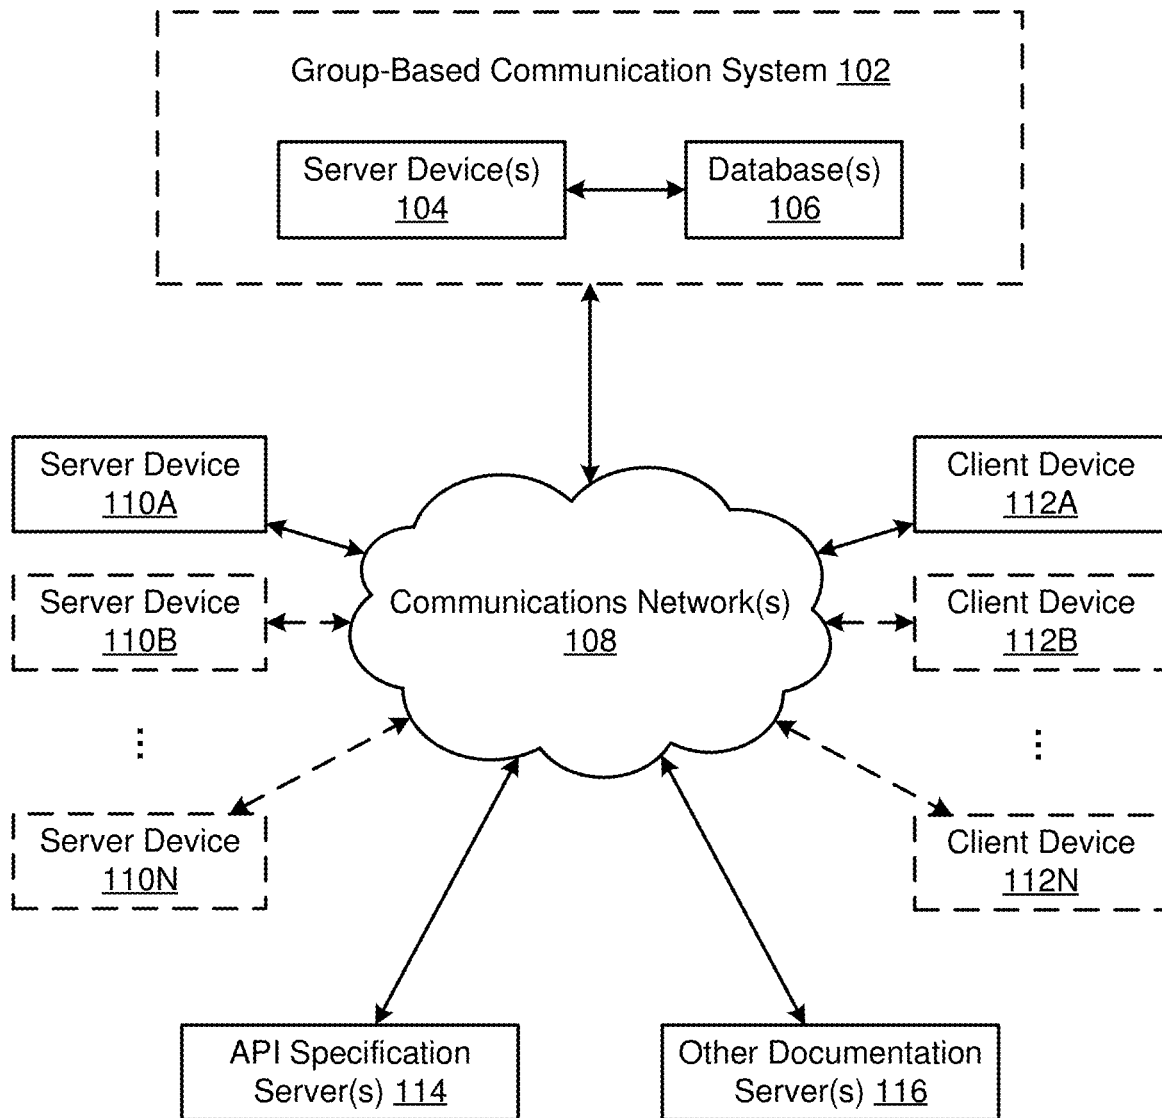 Group-Based Communication System 102
Server Device(s)
104
Database(s)
106
Server Device
110A
Client Device
112A
Server Device
110B
Communications Network(s)
108
Client Device
112B
Server Device
110N
Client Device
112N
API Specification
Server(s) 114
Other Documentation
Server(s) 116